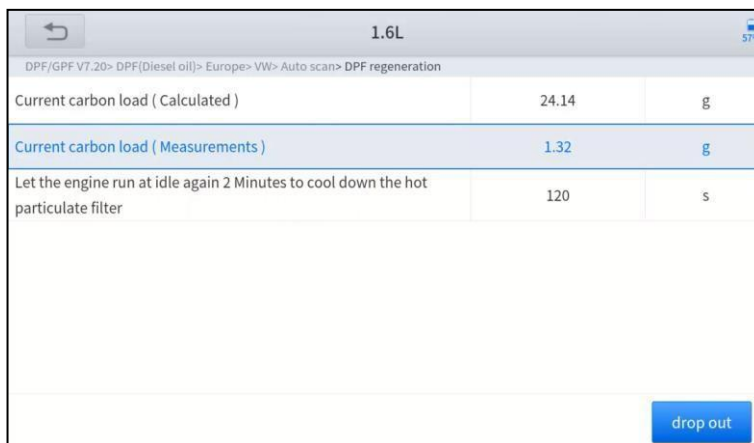 1.6L
57%
DPF/GPF V7.20> DPF(Diesel oil)> Europe> VW> Auto scan> DPF regeneration
Current carbon load ( Calculated ) 24.14 g
Current carbon load ( Measurements ) 1.32 g
Let the engine run at idle again 2 Minutes to cool down the hot
particulate filter 120 s
drop out